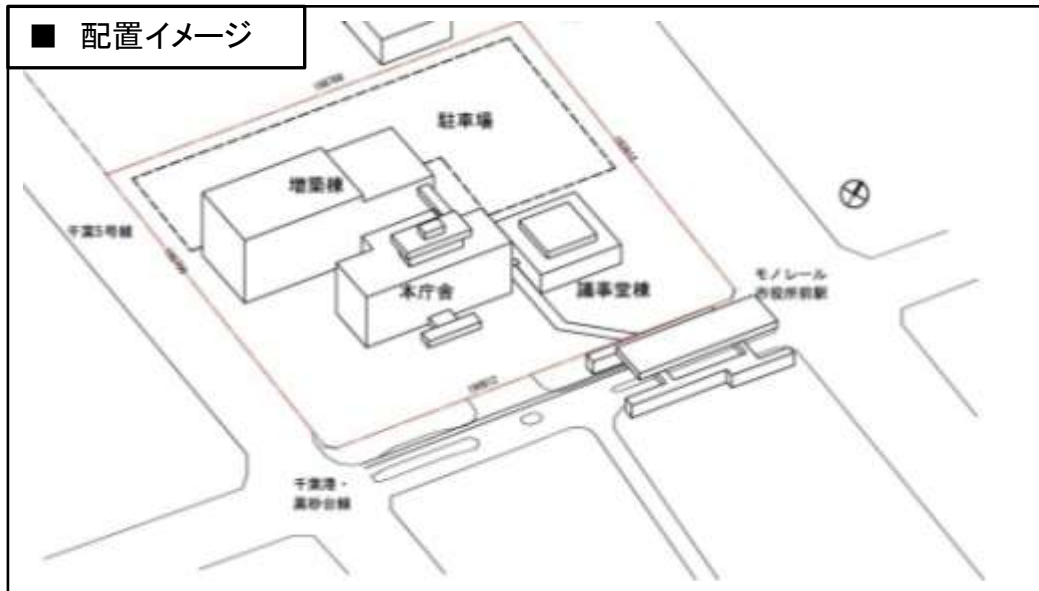 ■ 配置イメージ
駐車場
増築棟
千葉5号線
本庁舎
議事堂棟
モノレール
市役所前駅
千葉港・
黒砂台線